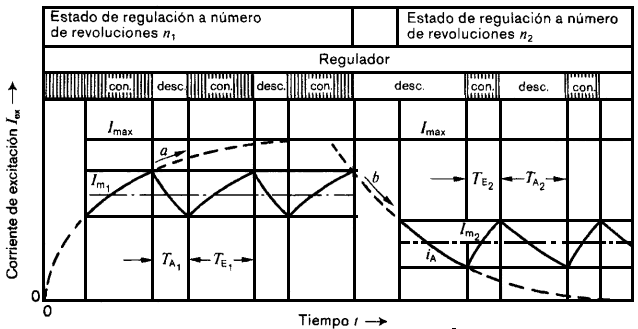 Estado de regulación a número
de revoluciones n₁
Estado de regulación a número
de revoluciones n₂
Regulador
con. desc. con. desc. con. desc. con. desc. con.
Corriente de excitación Iₑₓ
Imax
Imax
a
b
Im₁
TE₂
TA₂
Im₂
iA
TA₁
TE₁
0
0
Tiempo t